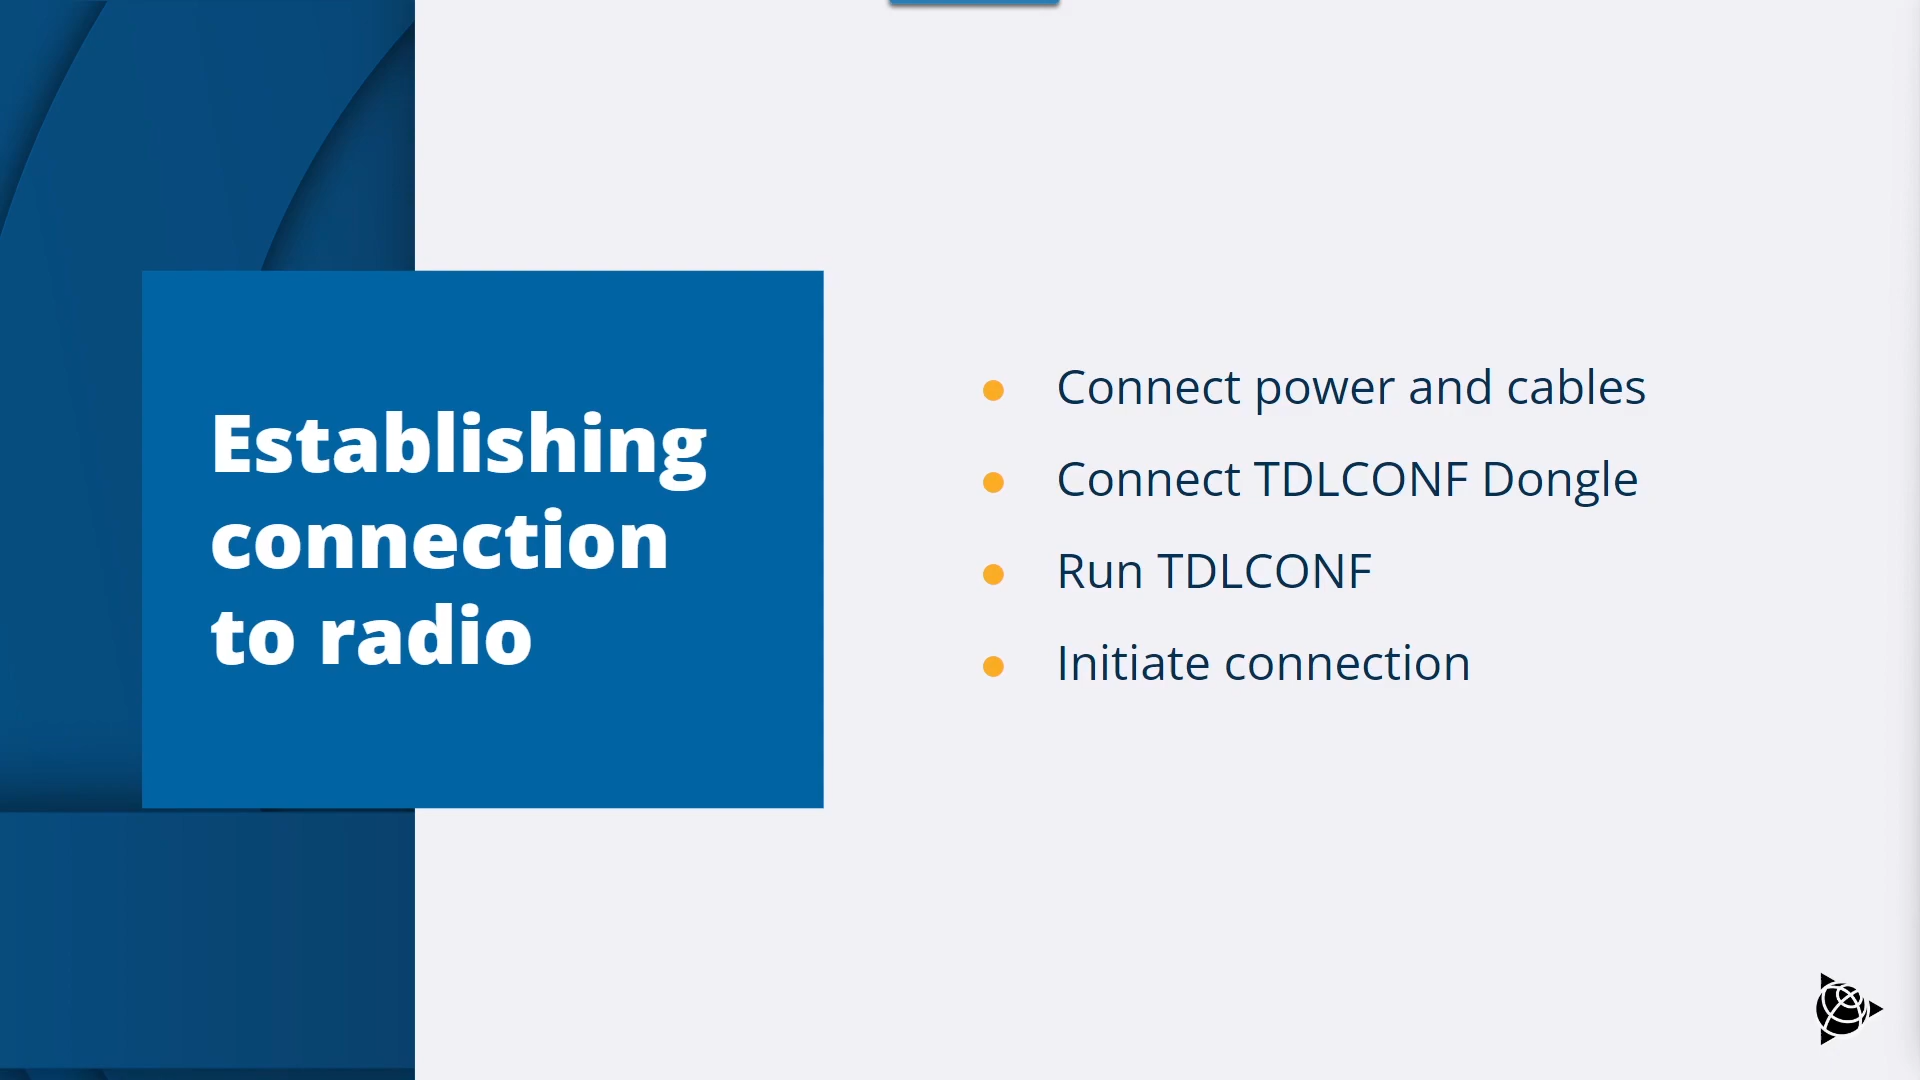 Establishing
connection
to radio
Connect power and cables
Connect TDLCONF Dongle
Run TDLCONF
Initiate connection